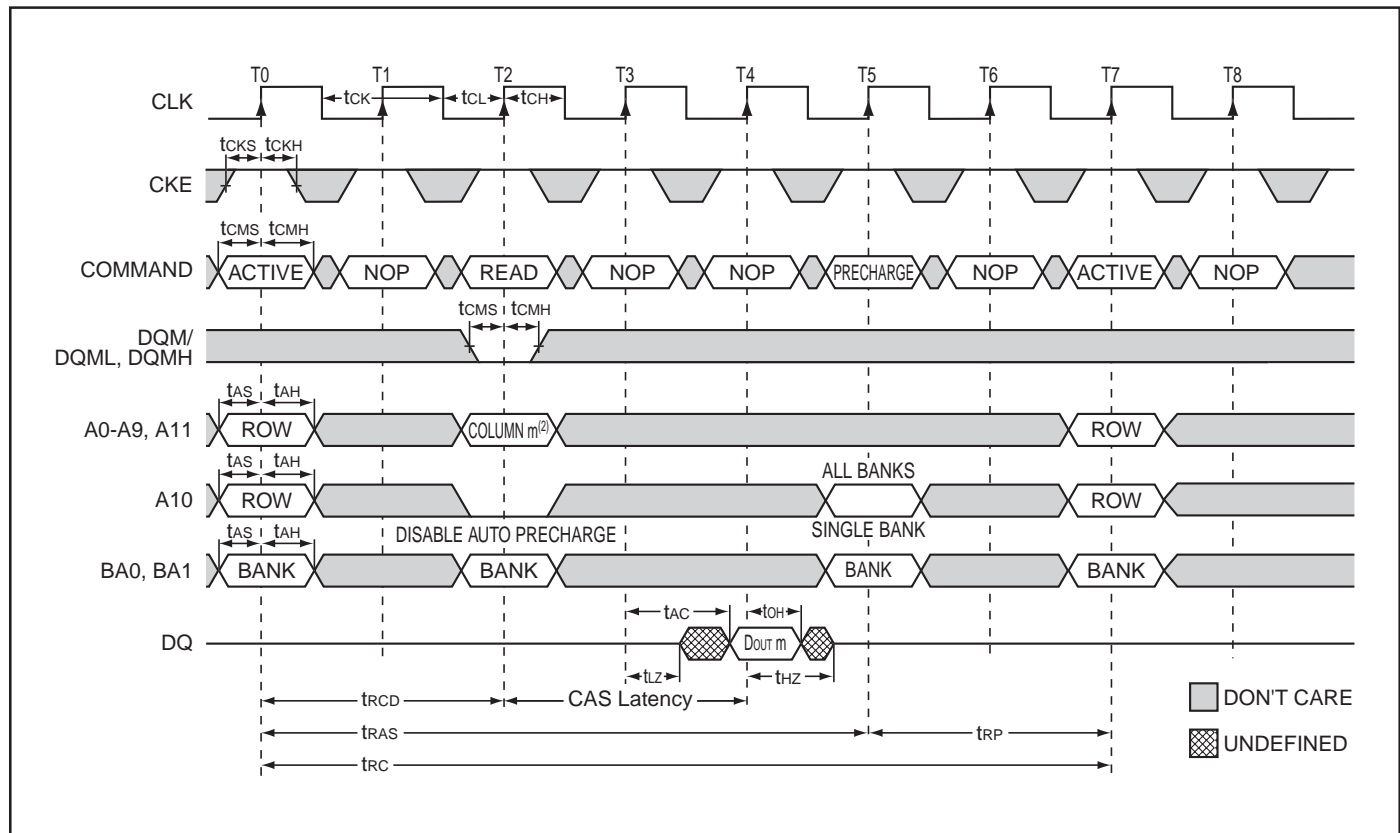 T0 T1 T2 T3 T4 T5 T6 T7 T8
CLK
tCK tCL tCH
tCKS tCKH
CKE
tCMS tCMH
COMMAND ACTIVE NOP READ NOP NOP PRECHARGE NOP ACTIVE NOP
tCMS tCMH
DQM/
DQML, DQMH
tAS tAH
A0-A9, A11 ROW COLUMN m(2) ROW
tAS tAH
ALL BANKS
A10 ROW ROW
DISABLE AUTO PRECHARGE SINGLE BANK
tAS tAH
BA0, BA1 BANK BANK BANK BANK
tAC tOH
DQ DOUT m
tLZ tHZ
tRCD CAS Latency
DON'T CARE
tRAS tRP
UNDEFINED
tRC